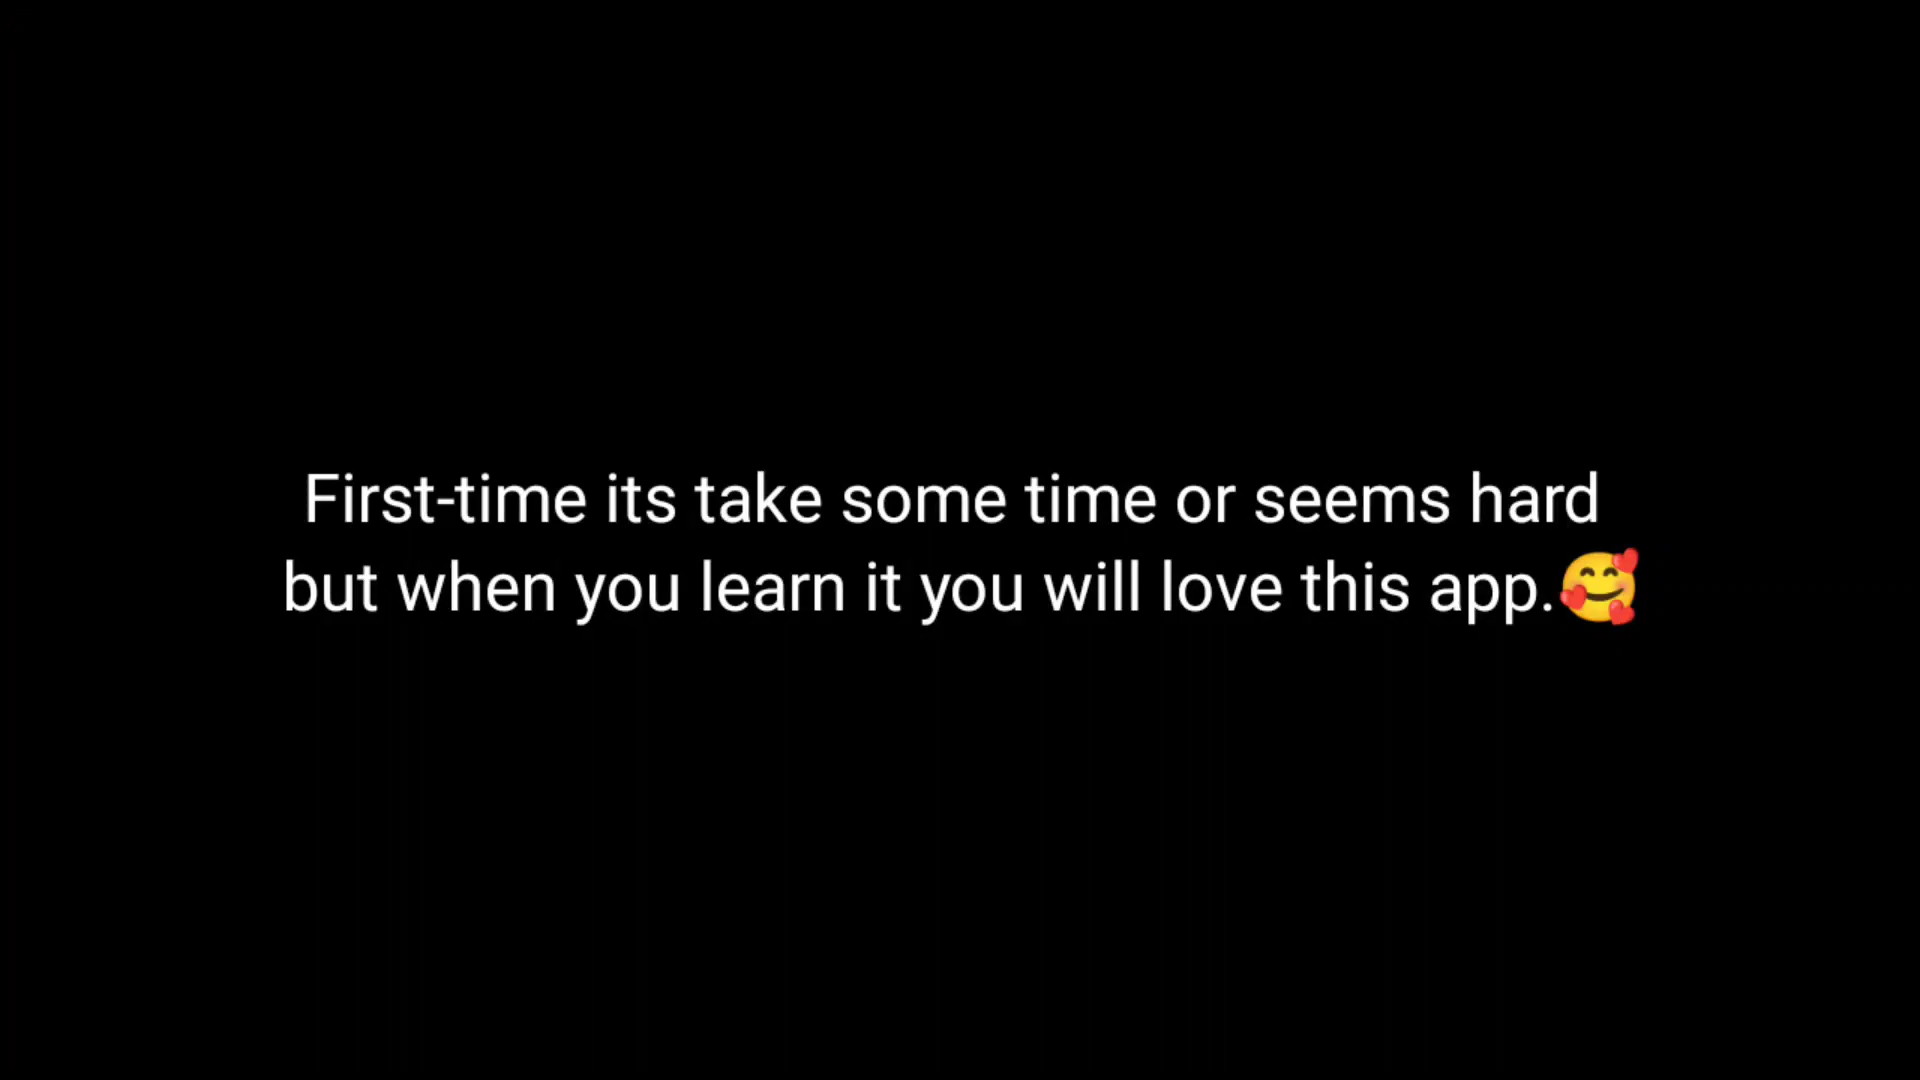 First-time its take some time or seems hard
but when you learn it you will love this app.🥰